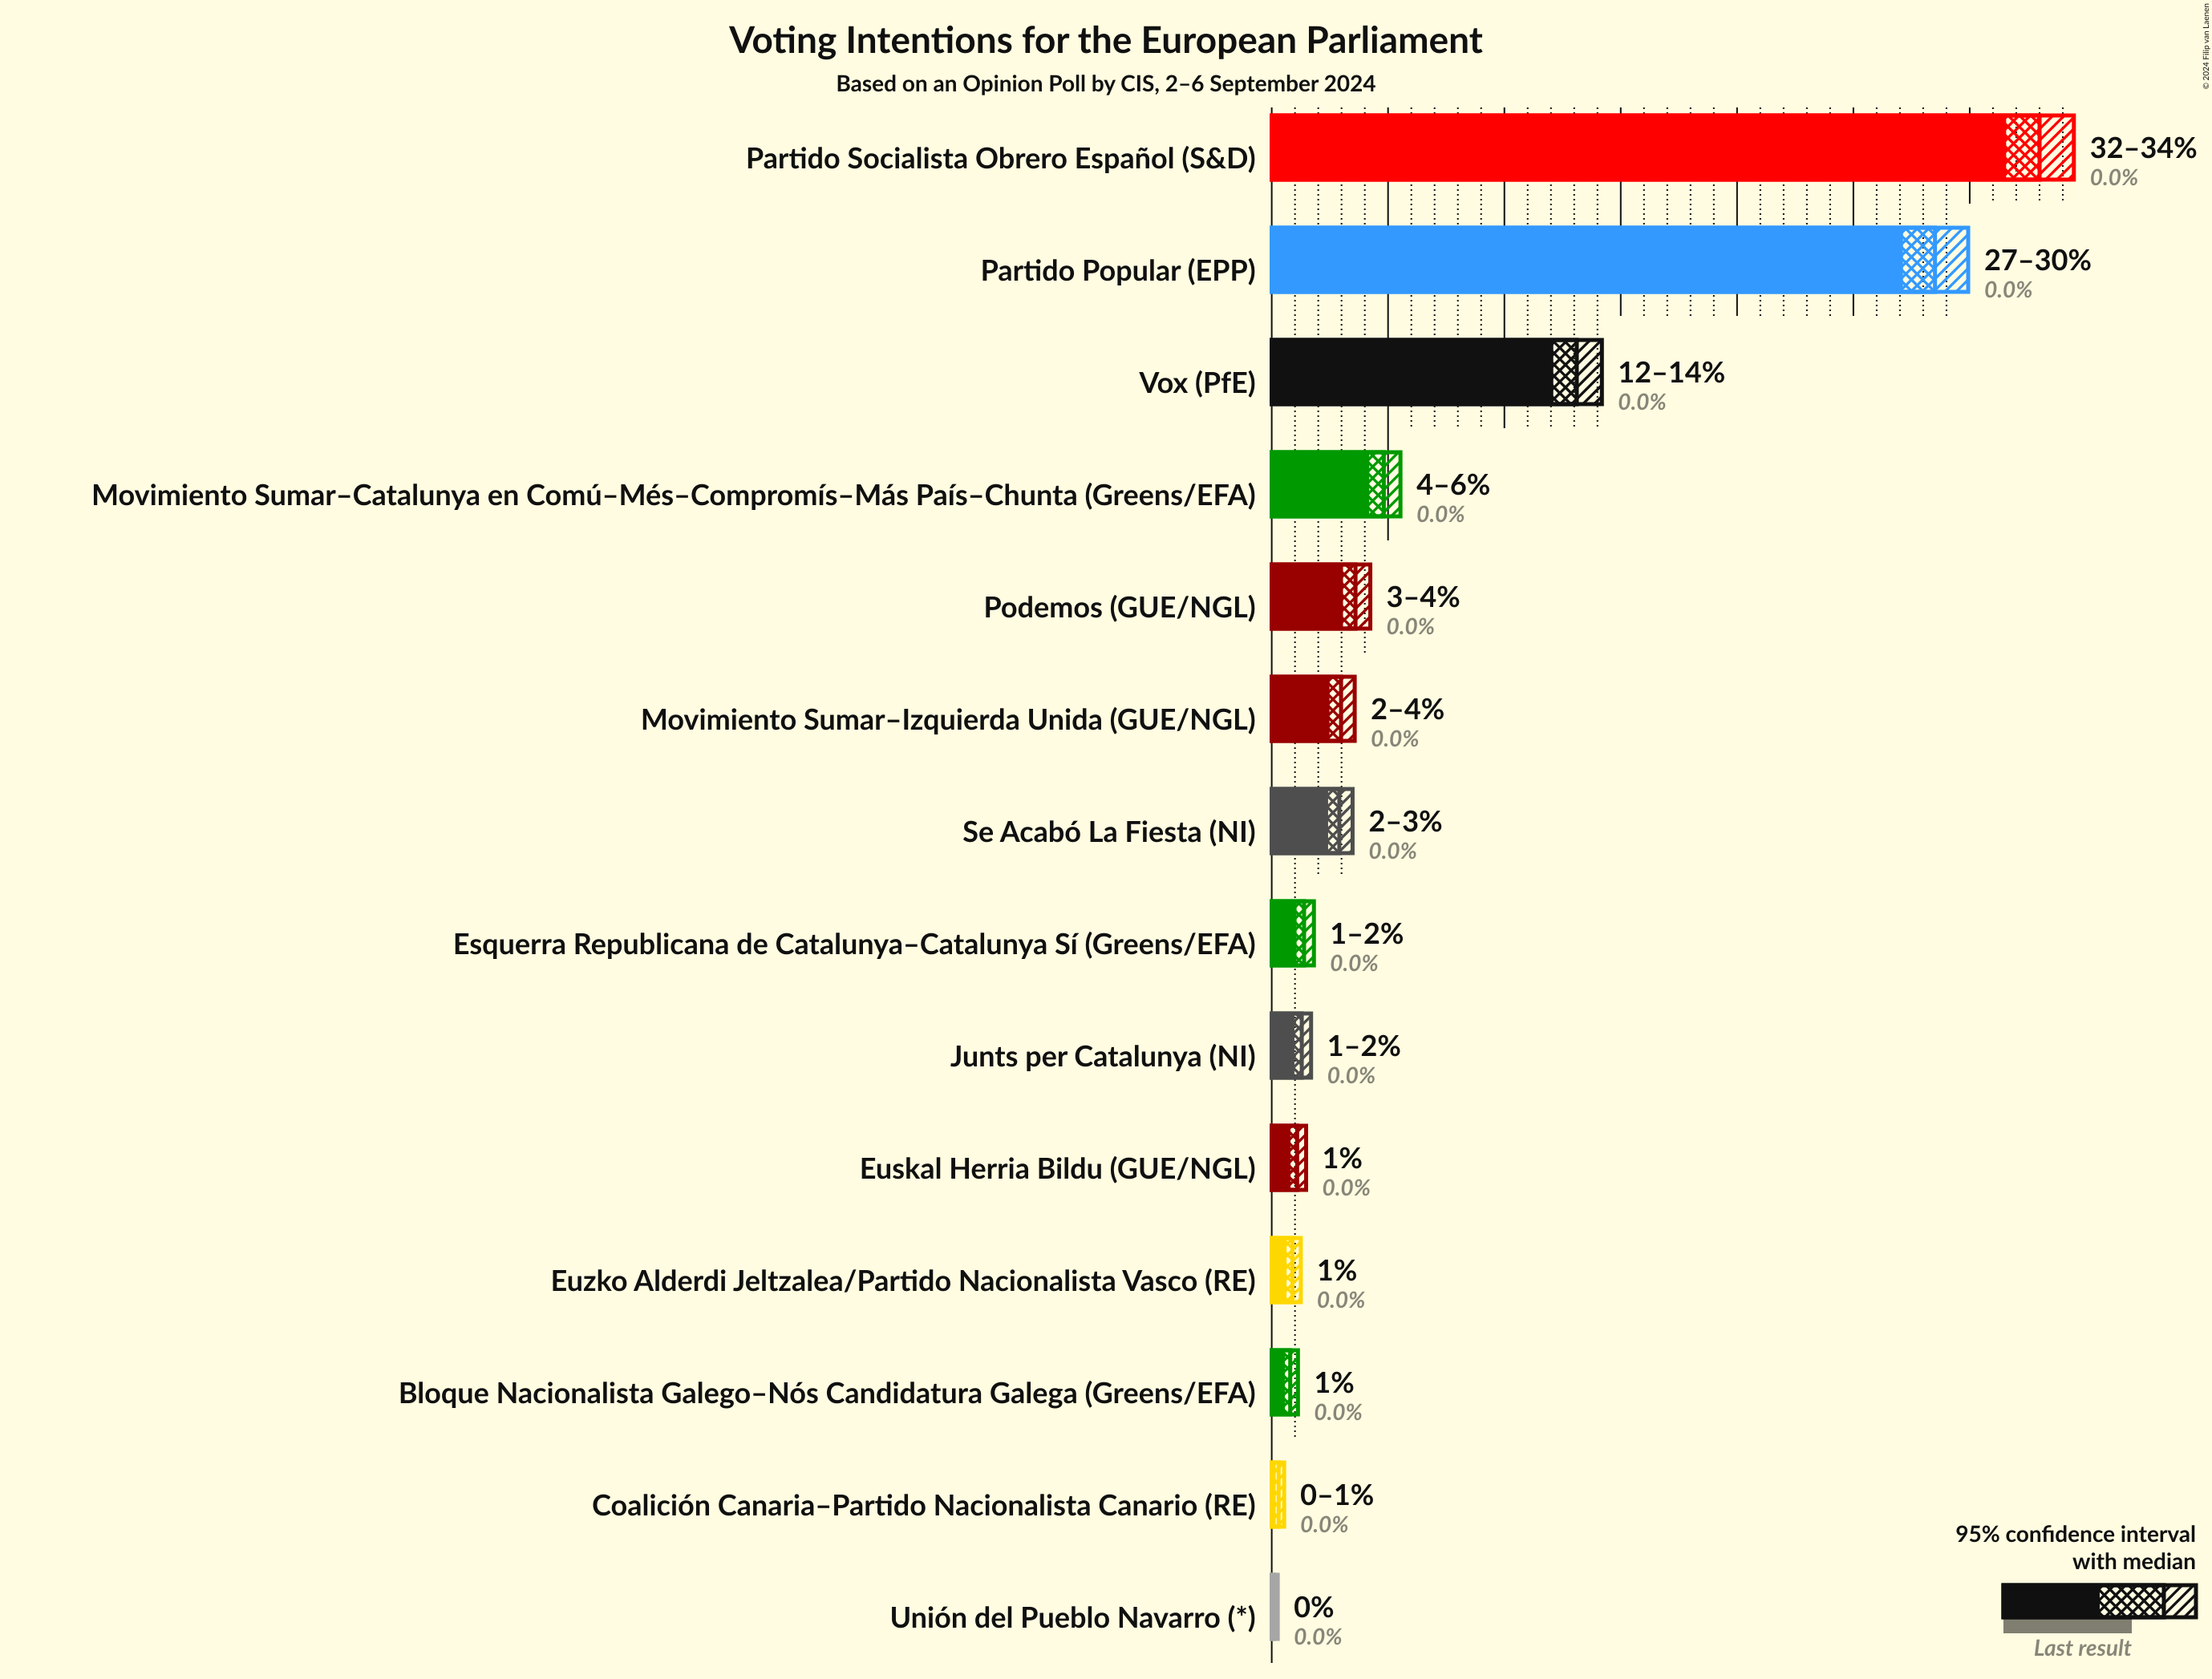 Voting Intentions for the European Parliament
Based on an Opinion Poll by CIS, 2–6 September 2024
© 2024 Filip van Laenen
Partido Socialista Obrero Español (S&D)
32–34%
0.0%
Partido Popular (EPP)
27–30%
0.0%
Vox (PfE)
12–14%
0.0%
Movimiento Sumar–Catalunya en Comú–Més–Compromís–Más País–Chunta (Greens/EFA)
4–6%
0.0%
Podemos (GUE/NGL)
3–4%
0.0%
Movimiento Sumar–Izquierda Unida (GUE/NGL)
2–4%
0.0%
Se Acabó La Fiesta (NI)
2–3%
0.0%
Esquerra Republicana de Catalunya–Catalunya Sí (Greens/EFA)
1–2%
0.0%
Junts per Catalunya (NI)
1–2%
0.0%
Euskal Herria Bildu (GUE/NGL)
1%
0.0%
Euzko Alderdi Jeltzalea/Partido Nacionalista Vasco (RE)
1%
0.0%
Bloque Nacionalista Galego–Nós Candidatura Galega (Greens/EFA)
1%
0.0%
Coalición Canaria–Partido Nacionalista Canario (RE)
0–1%
0.0%
Unión del Pueblo Navarro (*)
0%
0.0%
95% confidence interval
with median
Last result